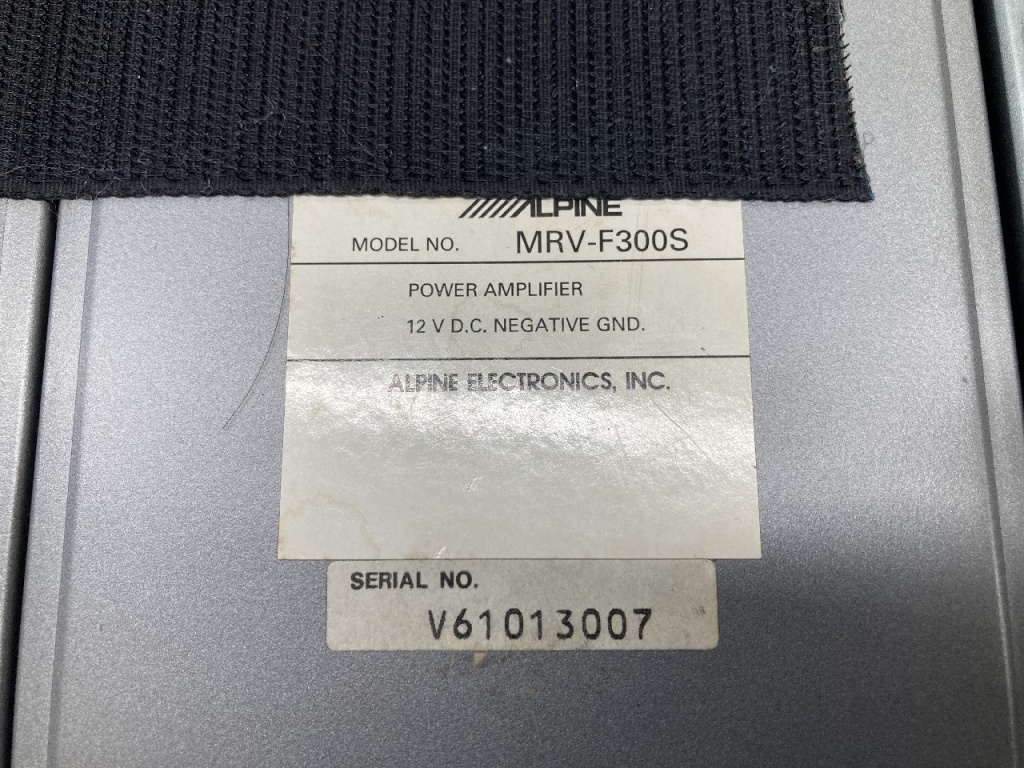 ALPINE
MODEL NO. MRV-F300S
POWER AMPLIFIER
12 V D.C. NEGATIVE GND.
ALPINE ELECTRONICS, INC.
SERIAL NO.
V61013007